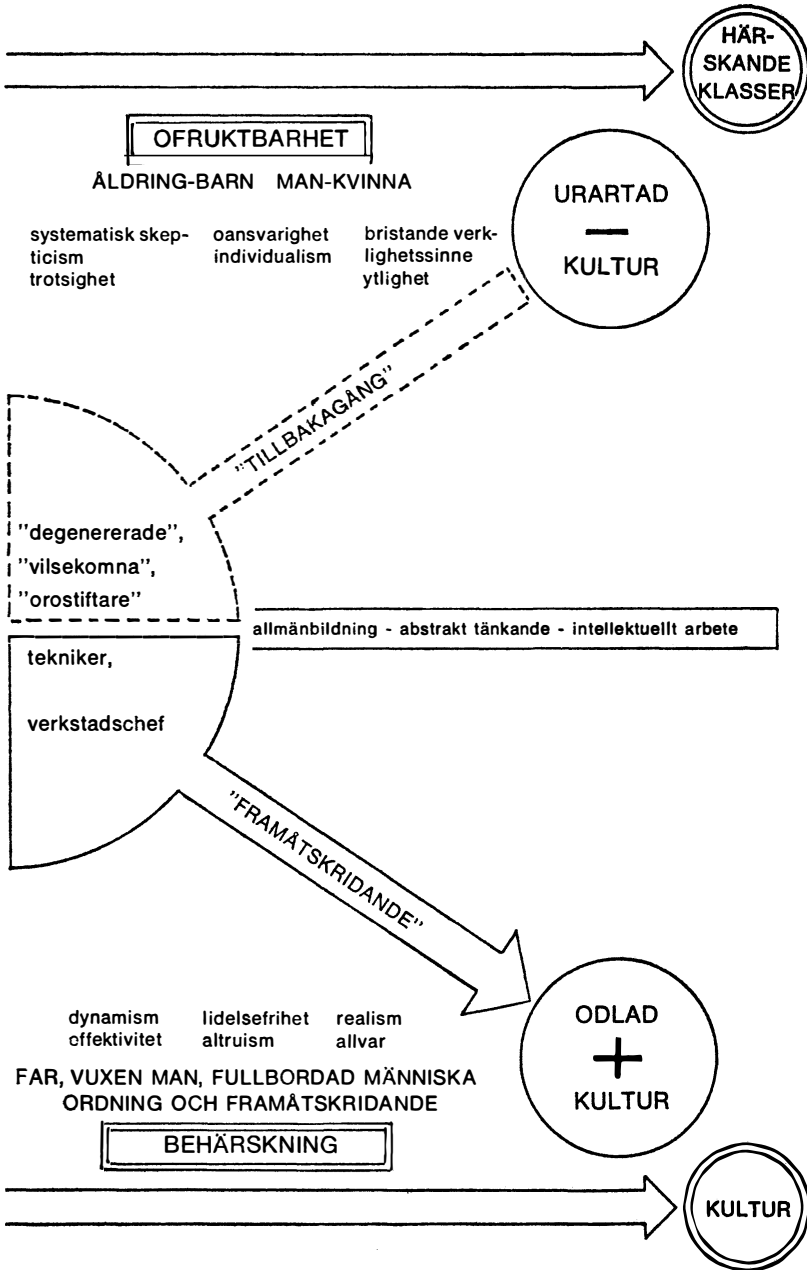 HÄR-
SKANDE
KLASSER
OFRUKTBARHET
ÅLDRING-BARN MAN-KVINNA
URARTAD
—
KULTUR
systematisk skep-
ticism
trotsighet
oansvarighet
individualism
bristande verk-
lighetssinne
ytlighet
"TILLBAKAGÅNG"
"degenererade",
"vilsekomna",
"orostiftare"
allmänbildning - abstrakt tänkande - intellektuellt arbete
tekniker,
verkstadschef
"FRAMÅTSKRIDANDE"
dynamism
effektivitet
lidelsefrihet
altruism
realism
allvar
ODLAD
+
KULTUR
FAR, VUXEN MAN, FULLBORDAD MÄNNISKA
ORDNING OCH FRAMÅTSKRIDANDE
BEHÄRSKNING
KULTUR